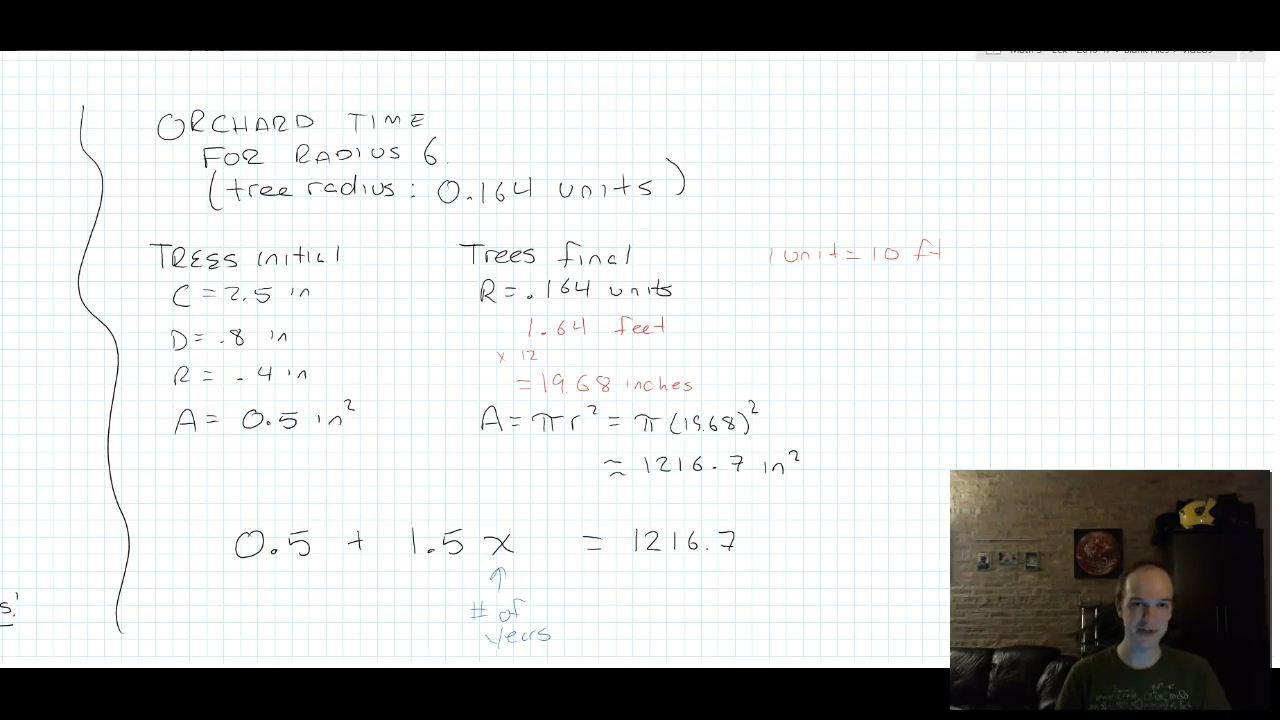 ORCHARD TIME
FOR RADIUS 6.
(tree radius: 0.164 units)
TREES initial
C = 2.5 in
D = .8 in
R = .4 in
A = 0.5 in²
Trees final
R = .164 units
1.64 feet
x 12
= 19.68 inches
A = πr² = π(19.68)²
≈ 1216.7 in²
1 unit = 10 ft
0.5 + 1.5 x = 1216.7
↑
# of
years
s!